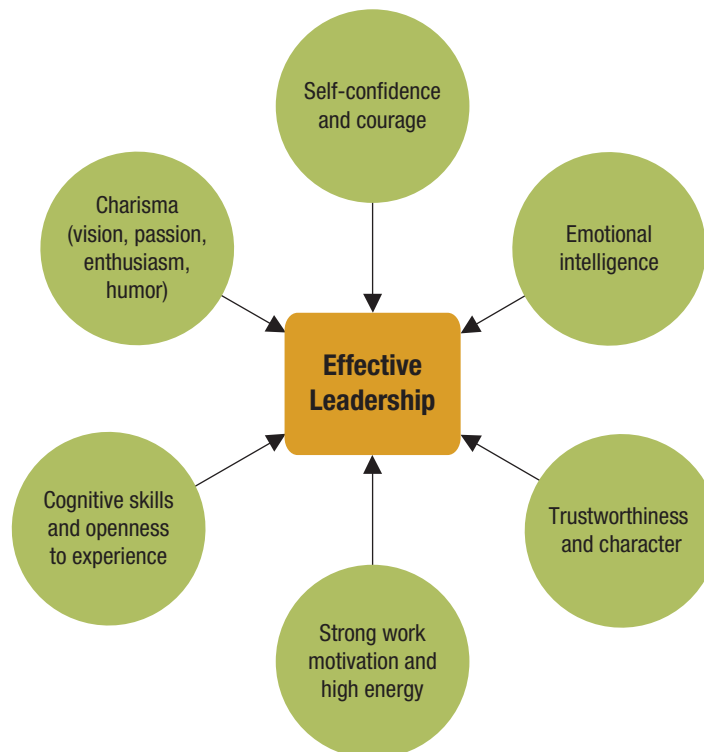 Self-confidence
and courage
Charisma
(vision, passion,
enthusiasm,
humor)
Emotional
intelligence
Effective
Leadership
Cognitive skills
and openness
to experience
Trustworthiness
and character
Strong work
motivation and
high energy